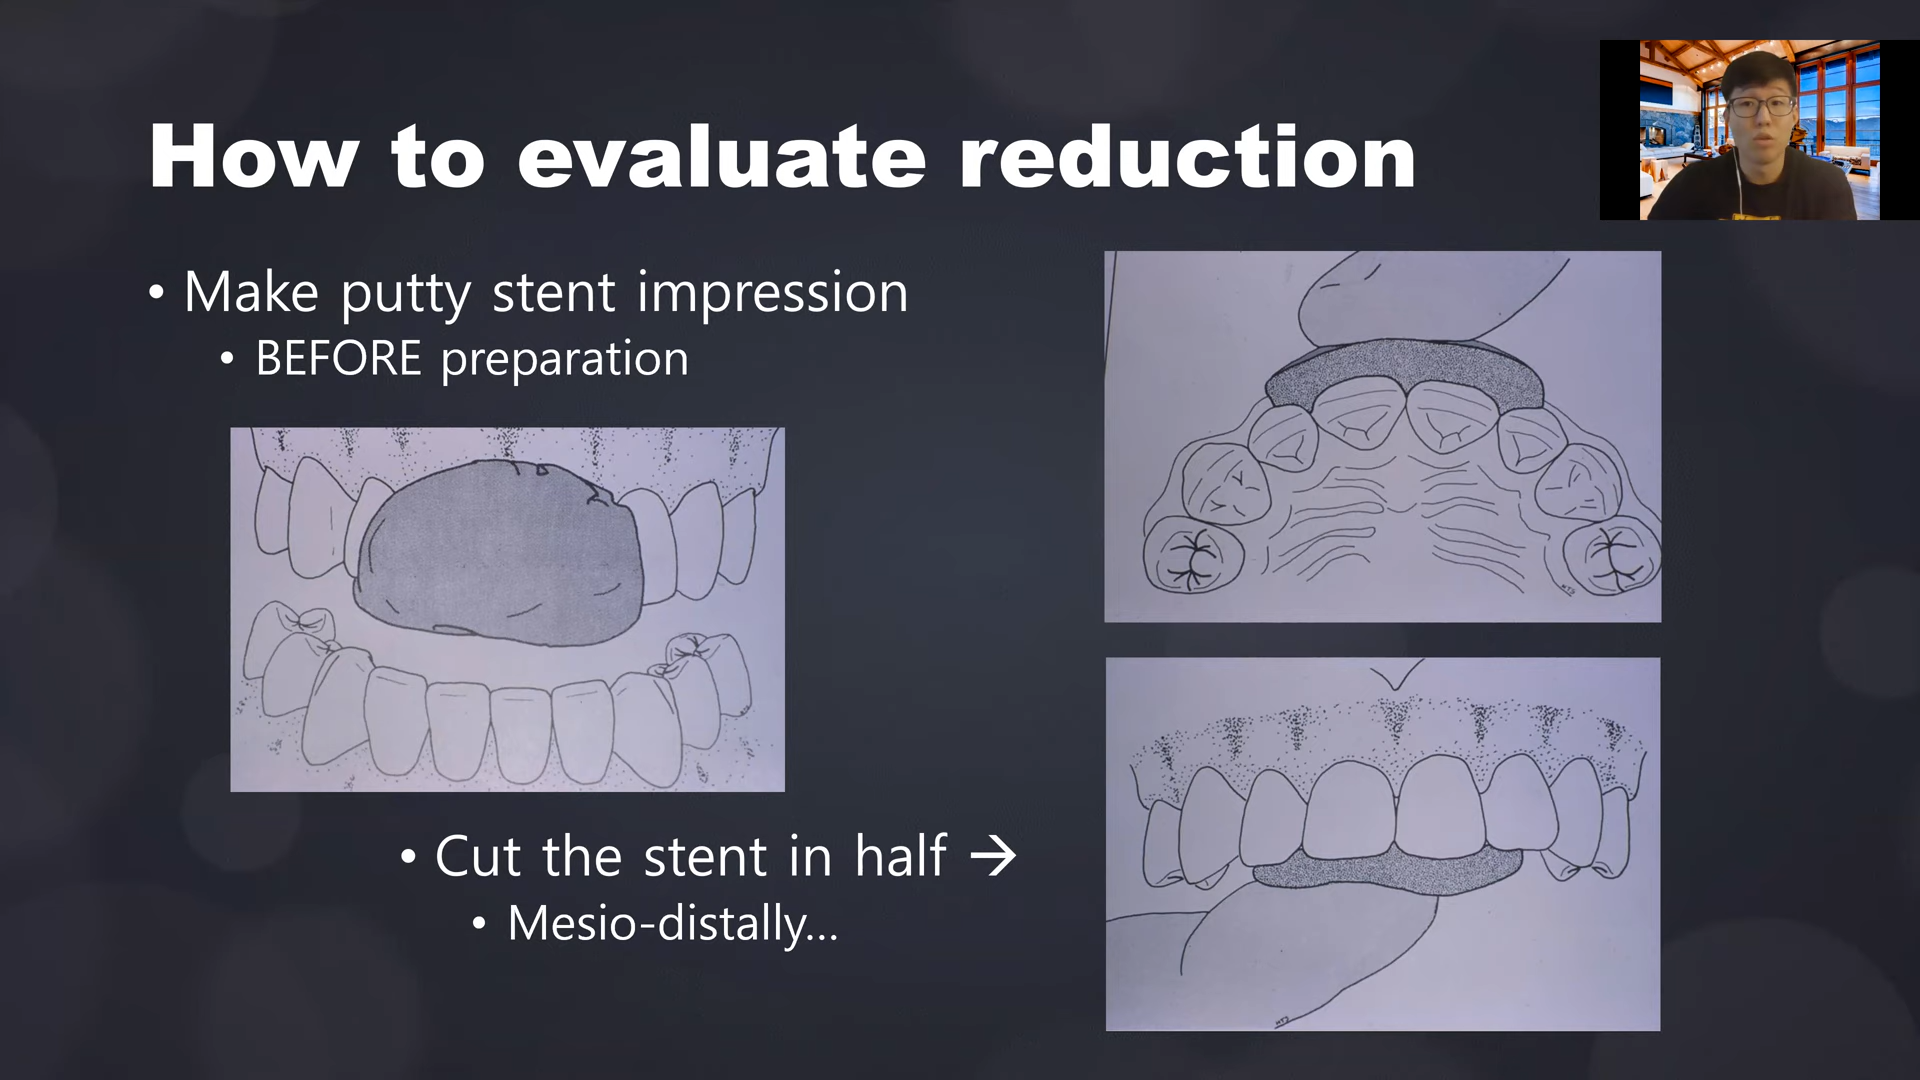 How to evaluate reduction
• Make putty stent impression
• BEFORE preparation
• Cut the stent in half →
• Mesio-distally...